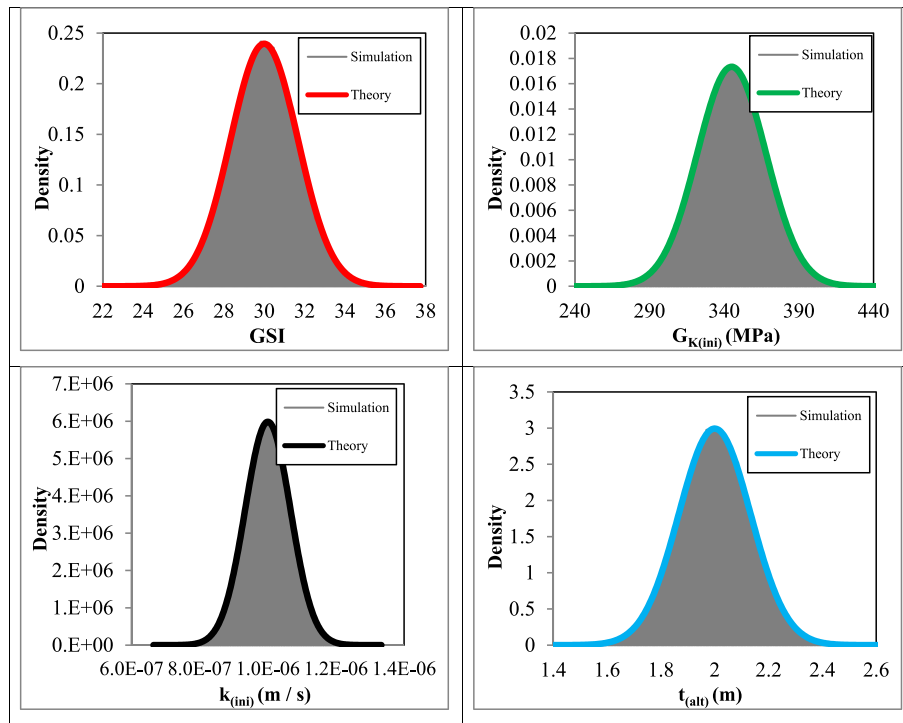 0.25
0.2
0.15
0.1
0.05
0
Density
22 24 26 28 30 32 34 36 38
GSI
Simulation
Theory
0.02
0.018
0.016
0.014
0.012
0.01
0.008
0.006
0.004
0.002
0
Density
240 290 340 390 440
G_K(ini) (MPa)
Simulation
Theory
7.E+06
6.E+06
5.E+06
4.E+06
3.E+06
2.E+06
1.E+06
0.E+00
Density
6.0E-07 8.0E-07 1.0E-06 1.2E-06 1.4E-06
k(ini) (m / s)
Simulation
Theory
3.5
3
2.5
2
1.5
1
0.5
0
Density
1.4 1.6 1.8 2 2.2 2.4 2.6
t(alt) (m)
Simulation
Theory